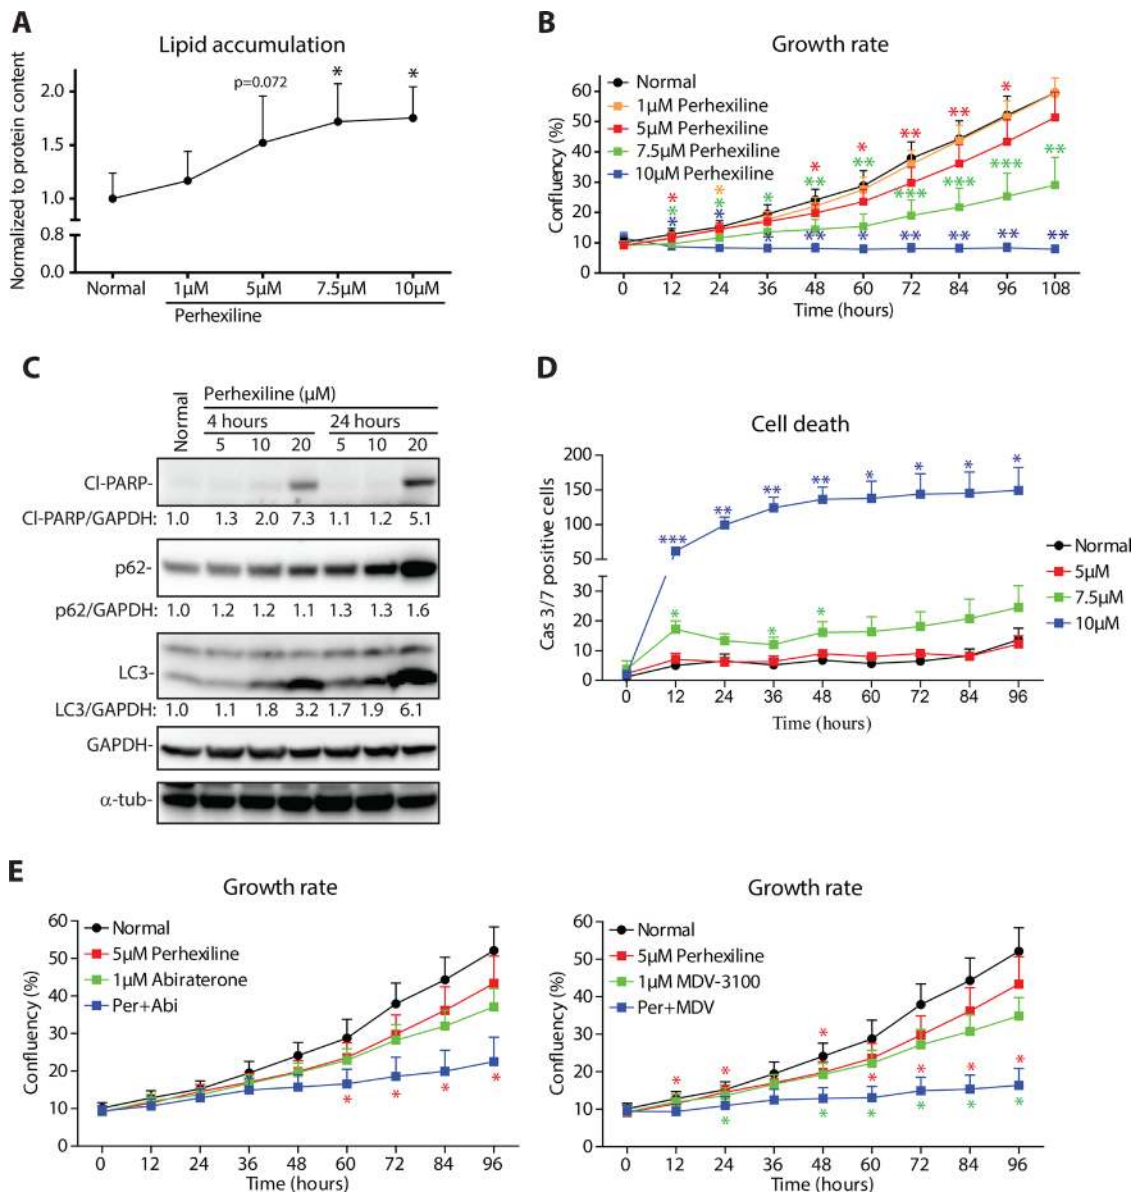 A
Lipid accumulation
Normalized to protein content
2.0
1.5
1.0
0.8
0.0
p=0.072
*
*
Normal 1µM 5µM 7.5µM 10µM
Perhexiline
B
Growth rate
Confluency (%)
60
50
40
30
20
10
0
Normal
1µM Perhexiline
5µM Perhexiline
7.5µM Perhexiline
10µM Perhexiline
* * * ** ** *
* * * ** ** *** *** *** **
* * * ** * ** ** ** **
*
0 12 24 36 48 60 72 84 96 108
Time (hours)
C
Normal
Perhexiline (µM)
4 hours 24 hours
5 10 20 5 10 20
Cl-PARP-
Cl-PARP/GAPDH: 1.0 1.3 2.0 7.3 1.1 1.2 5.1
p62-
p62/GAPDH: 1.0 1.2 1.2 1.1 1.3 1.3 1.6
LC3-
LC3/GAPDH: 1.0 1.1 1.8 3.2 1.7 1.9 6.1
GAPDH-
α-tub-
D
Cell death
Cas 3/7 positive cells
200
150
100
50
30
20
10
0
*** ** ** ** * * * *
* * *
Normal
5µM
7.5µM
10µM
0 12 24 36 48 60 72 84 96
Time (hours)
E
Growth rate
Confluency (%)
60
50
40
30
20
10
0
Normal
5µM Perhexiline
1µM Abiraterone
Per+Abi
* * * *
0 12 24 36 48 60 72 84 96
Time (hours)
Growth rate
Confluency (%)
60
50
40
30
20
10
0
Normal
5µM Perhexiline
1µM MDV-3100
Per+MDV
* * * * * * *
* * * * * *
0 12 24 36 48 60 72 84 96
Time (hours)